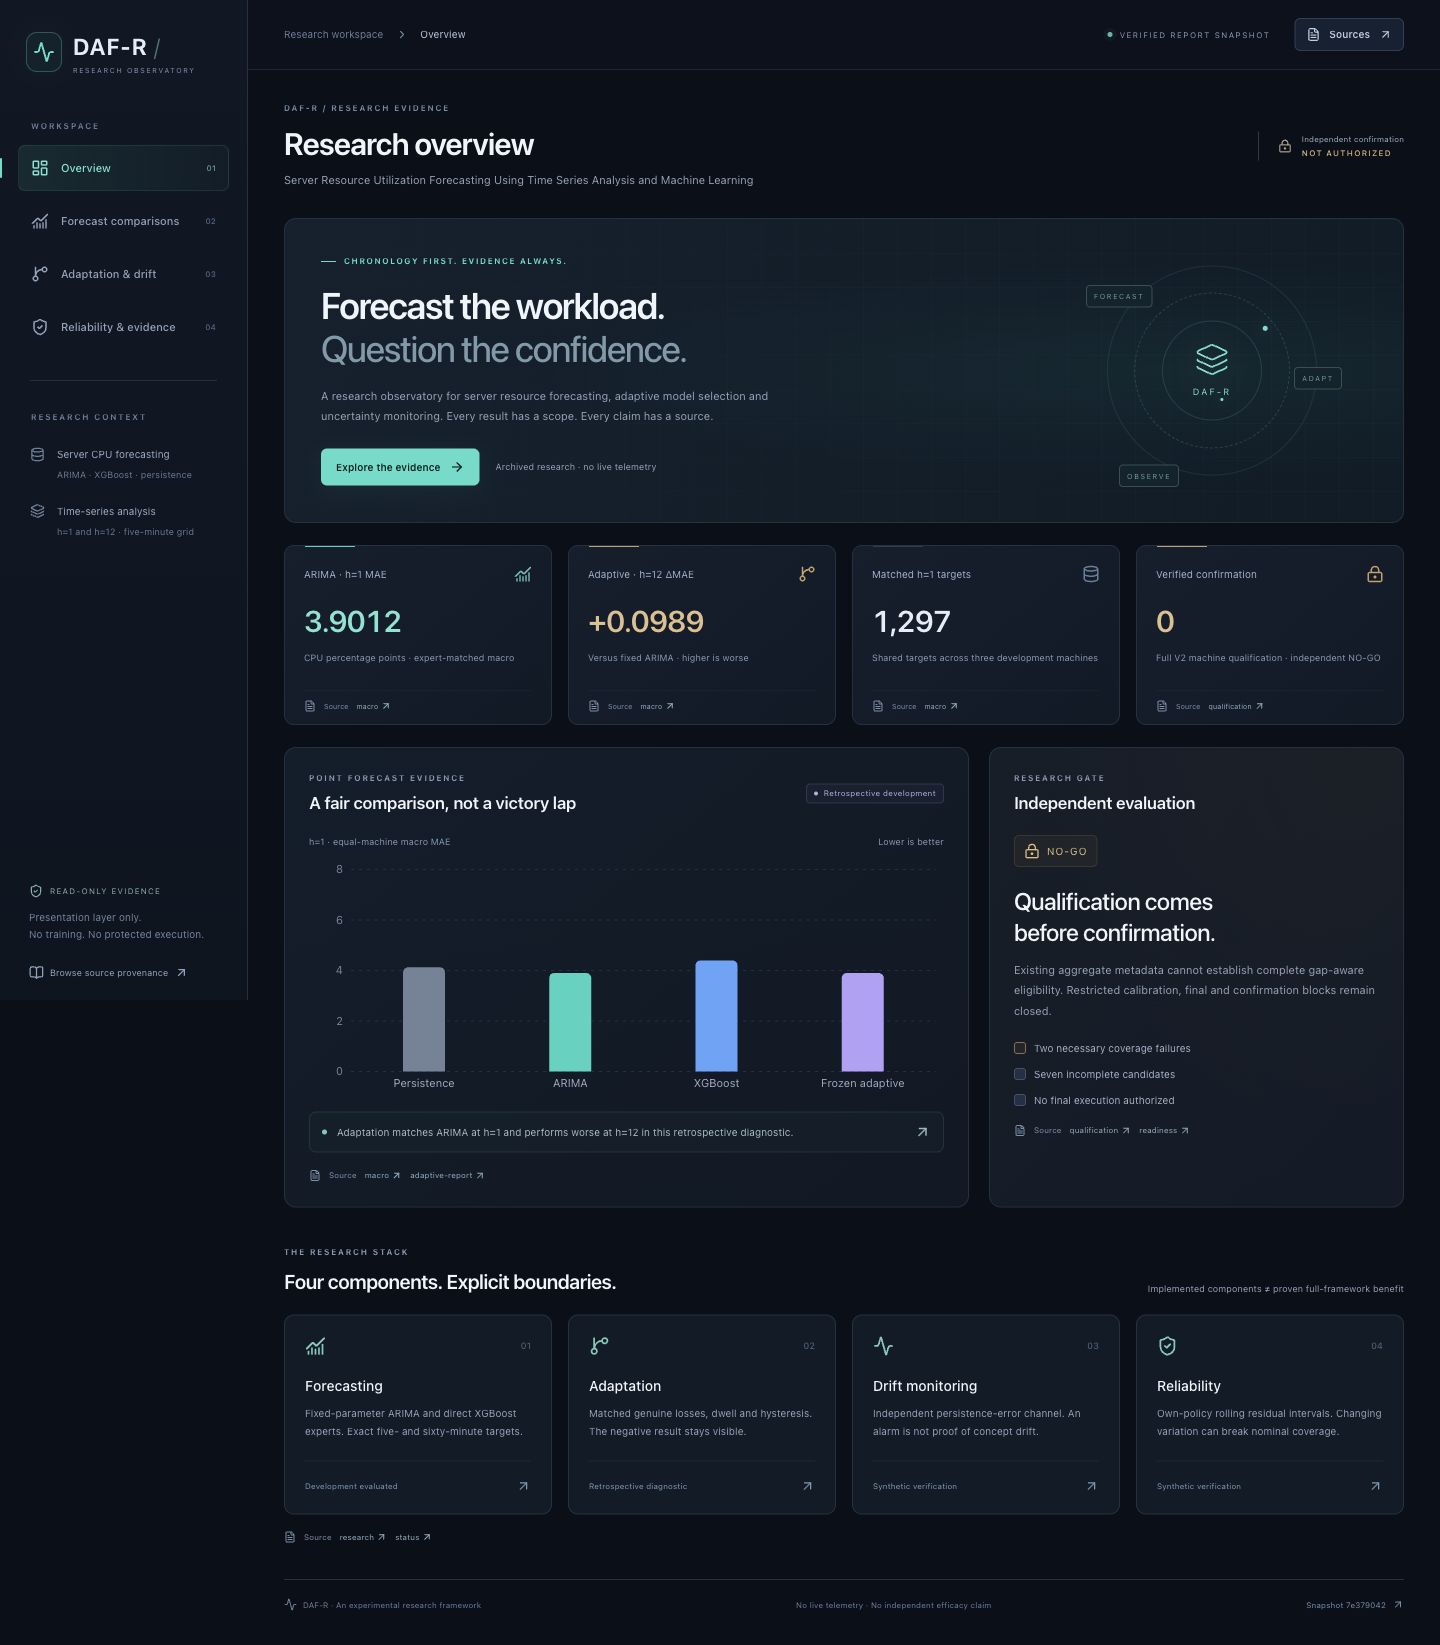 DAF-R /
RESEARCH OBSERVATORY
WORKSPACE
Overview 01
Forecast comparisons 02
Adaptation & drift 03
Reliability & evidence 04
RESEARCH CONTEXT
Server CPU forecasting
ARIMA · XGBoost · persistence
Time-series analysis
h=1 and h=12 · five-minute grid
READ-ONLY EVIDENCE
Presentation layer only.
No training. No protected execution.
Browse source provenance
Research workspace > Overview
VERIFIED REPORT SNAPSHOT
Sources
DAF-R / RESEARCH EVIDENCE
Research overview
Server Resource Utilization Forecasting Using Time Series Analysis and Machine Learning
Independent confirmation
NOT AUTHORIZED
CHRONOLOGY FIRST. EVIDENCE ALWAYS.
Forecast the workload.
Question the confidence.
A research observatory for server resource forecasting, adaptive model selection and
uncertainty monitoring. Every result has a scope. Every claim has a source.
Explore the evidence
Archived research · no live telemetry
FORECAST
DAF-R
ADAPT
OBSERVE
ARIMA · h=1 MAE
3.9012
CPU percentage points · expert-matched macro
Source macro
Adaptive · h=12 ΔMAE
+0.0989
Versus fixed ARIMA · higher is worse
Source macro
Matched h=1 targets
1,297
Shared targets across three development machines
Source macro
Verified confirmation
0
Full V2 machine qualification · independent NO-GO
Source qualification
POINT FORECAST EVIDENCE
A fair comparison, not a victory lap
Retrospective development
h=1 · equal-machine macro MAE
Lower is better
8
6
4
2
0
Persistence ARIMA XGBoost Frozen adaptive
Adaptation matches ARIMA at h=1 and performs worse at h=12 in this retrospective diagnostic.
Source macro adaptive-report
RESEARCH GATE
Independent evaluation
NO-GO
Qualification comes
before confirmation.
Existing aggregate metadata cannot establish complete gap-aware
eligibility. Restricted calibration, final and confirmation blocks remain
closed.
Two necessary coverage failures
Seven incomplete candidates
No final execution authorized
Source qualification readiness
THE RESEARCH STACK
Four components. Explicit boundaries.
Implemented components ≠ proven full-framework benefit
01
Forecasting
Fixed-parameter ARIMA and direct XGBoost
experts. Exact five- and sixty-minute targets.
Development evaluated
02
Adaptation
Matched genuine losses, dwell and hysteresis.
The negative result stays visible.
Retrospective diagnostic
03
Drift monitoring
Independent persistence-error channel. An
alarm is not proof of concept drift.
Synthetic verification
04
Reliability
Own-policy rolling residual intervals. Changing
variation can break nominal coverage.
Synthetic verification
Source research status
DAF-R · An experimental research framework
No live telemetry · No independent efficacy claim
Snapshot 7e379042